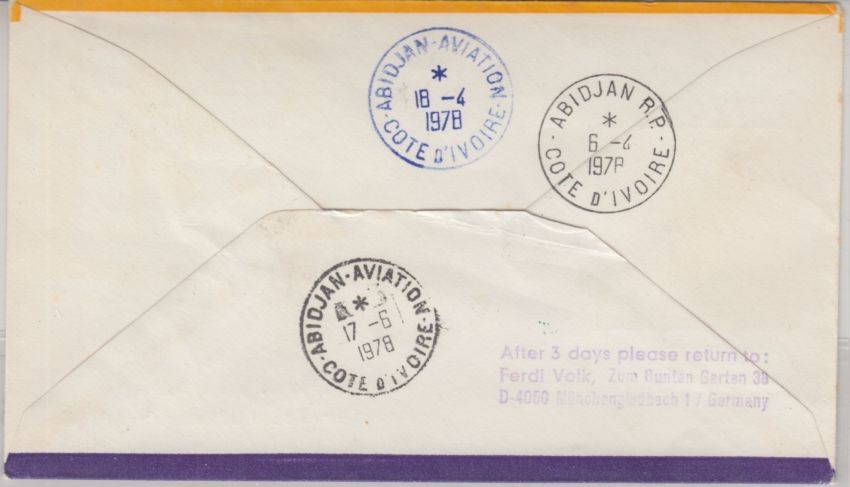 ABIDJAN-AVIATION
*
18 -4
1978
COTE D'IVOIRE
ABIDJAN R.P.
*
6 -4
1978
COTE D'IVOIRE
ABIDJAN-AVIATION
*
17 -6
1978
COTE D'IVOIRE
After 3 days please return to:
Ferdi Volk, Zum Bunten Garten 30
D-4050 Mönchengladbach 1 / Germany